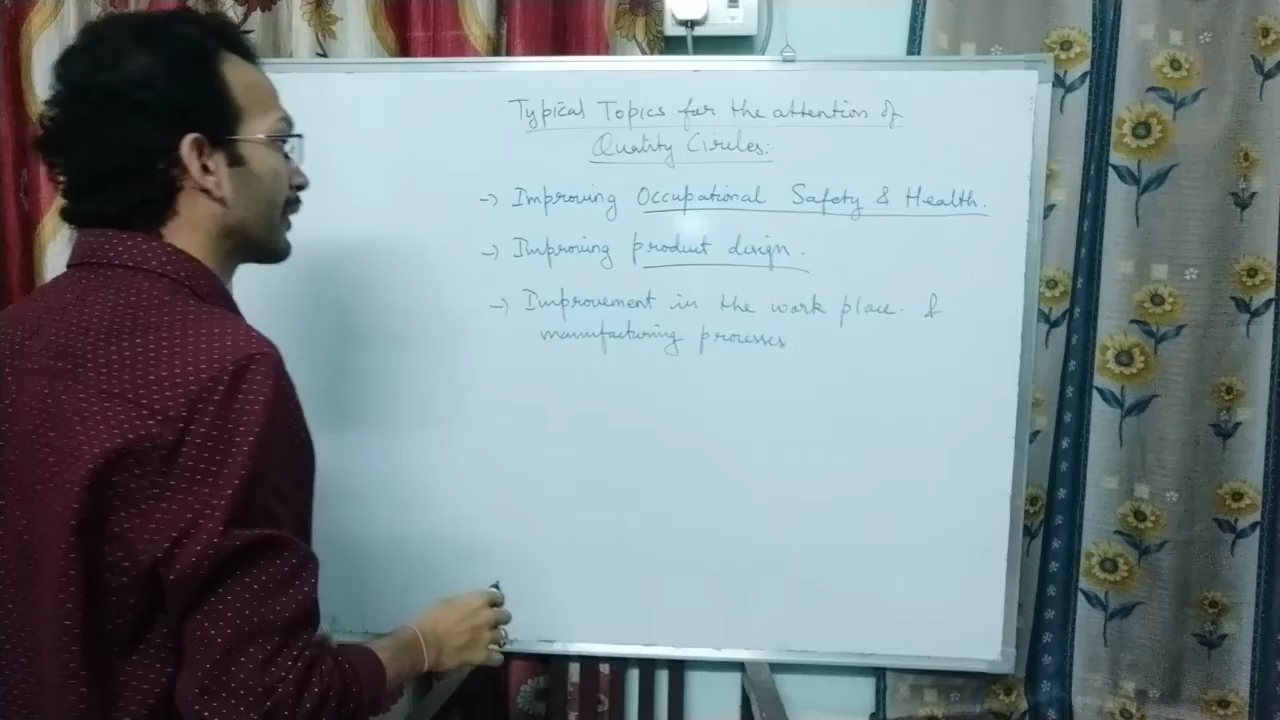 Typical Topics for the attention of
Quality Circles:
→ Improving Occupational Safety & Health.
→ Improving product design.
→ Improvement in the work place. &
manufacturing processes